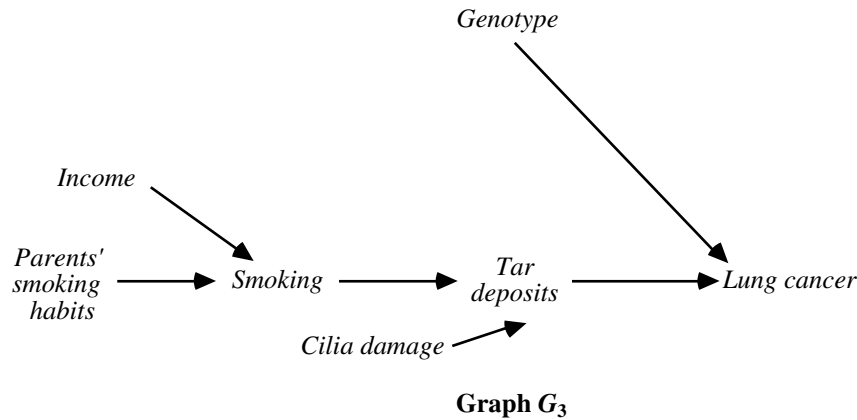 Genotype
Income
Parents'
smoking
habits
Smoking
Tar
deposits
Lung cancer
Cilia damage
Graph G3